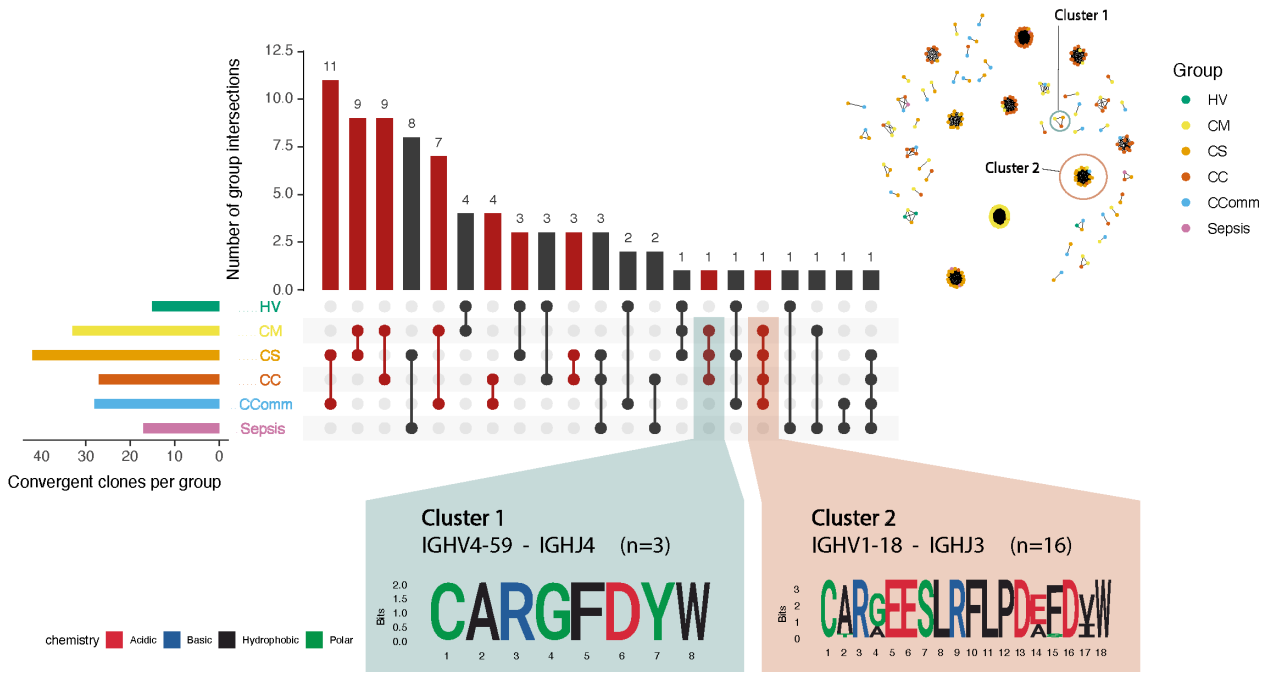 Cluster 1
Cluster 2
Group
HV
CM
CS
CC
CComm
Sepsis
Number of group intersections
12.5
10.0
7.5
5.0
2.5
0.0
11 9 9 8 7 4 4 3 3 3 3 2 2 1 1 1 1 1 1 1 1
HV
CM
CS
CC
CComm
Sepsis
40 30 20 10 0
Convergent clones per group
Cluster 1
IGHV4-59 - IGHJ4 (n=3)
Bits
2.0
1.5
1.0
0.5
0.0
CARGFDYW
1 2 3 4 5 6 7 8
Cluster 2
IGHV1-18 - IGHJ3 (n=16)
Bits
3
2
1
0
CARGEESLRFLPDEFDVW
A A I
1 2 3 4 5 6 7 8 9 10 11 12 13 14 15 16 17 18
chemistry Acidic Basic Hydrophobic Polar